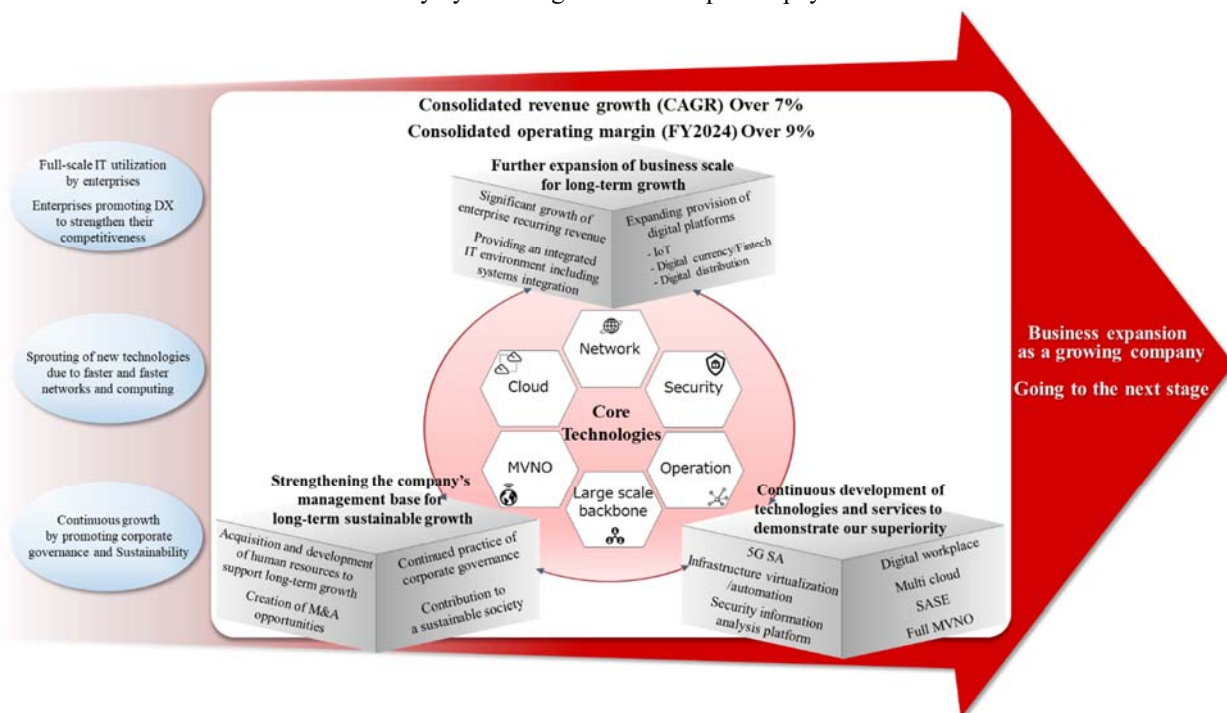 Consolidated revenue growth (CAGR) Over 7%
Consolidated operating margin (FY2024) Over 9%
Full-scale IT utilization
by enterprises
Enterprises promoting DX
to strengthen their
competitiveness
Sprouting of new technologies
due to faster and faster
networks and computing
Continuous growth
by promoting corporate
governance and Sustainability
Further expansion of business scale
for long-term growth
Significant growth of
enterprise recurring revenue
Providing an integrated
IT environment including
systems integration
Expanding provision of
digital platforms
- IoT
- Digital currency/Fintech
- Digital distribution
Network
Cloud
Security
Core
Technologies
MVNO
Operation
Large scale
backbone
Strengthening the company's
management base for
long-term sustainable growth
Acquisition and development
of human resources to
support long-term growth
Creation of M&A
opportunities
Continued practice of
corporate governance
Contribution to
a sustainable society
Continuous development of
technologies and services to
demonstrate our superiority
5G SA
Infrastructure virtualization
/automation
Security information
analysis platform
Digital workplace
Multi cloud
SASE
Full MVNO
Business expansion
as a growing company
Going to the next stage